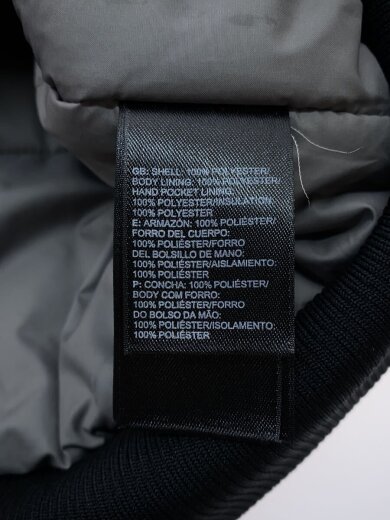 GB: SHELL: 100% POLYESTER/
BODY LINING: 100% POLYESTER/
HAND POCKET LINING:
100% POLYESTER/INSULATION:
100% POLYESTER
E: ARMAZÓN: 100% POLIÉSTER/
FORRO DEL CUERPO:
100% POLIÉSTER/FORRO
DEL BOLSILLO DE MANO:
100% POLIÉSTER/AISLAMIENTO:
100% POLIÉSTER
P: CONCHA: 100% POLIÉSTER/
BODY COM FORRO:
100% POLIÉSTER/FORRO
DO BOLSO DA MÃO:
100% POLIÉSTER/ISOLAMENTO:
100% POLIÉSTER